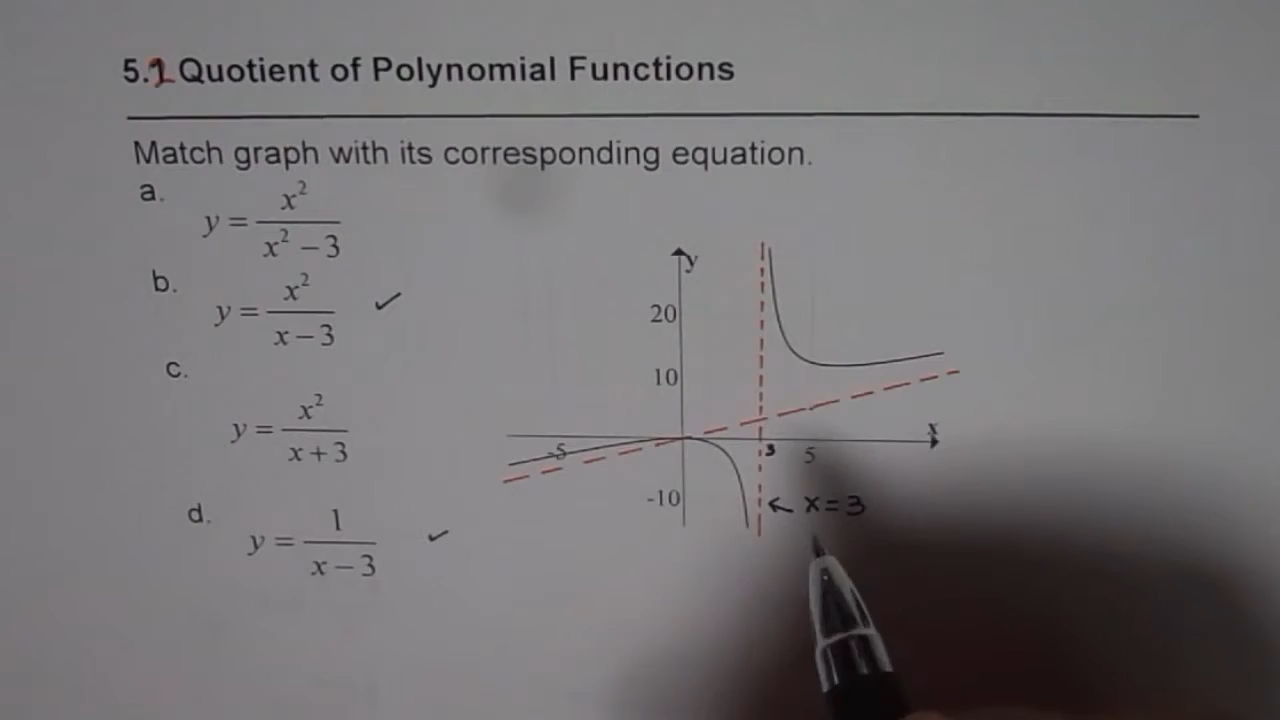 5.2 Quotient of Polynomial Functions
Match graph with its corresponding equation.
a.
y = x² / (x² − 3)
b.
y = x² / (x − 3) ✓
c.
y = x² / (x + 3)
d.
y = 1 / (x − 3) ✓
y
20
10
x
-5
3
5
-10
← x = 3